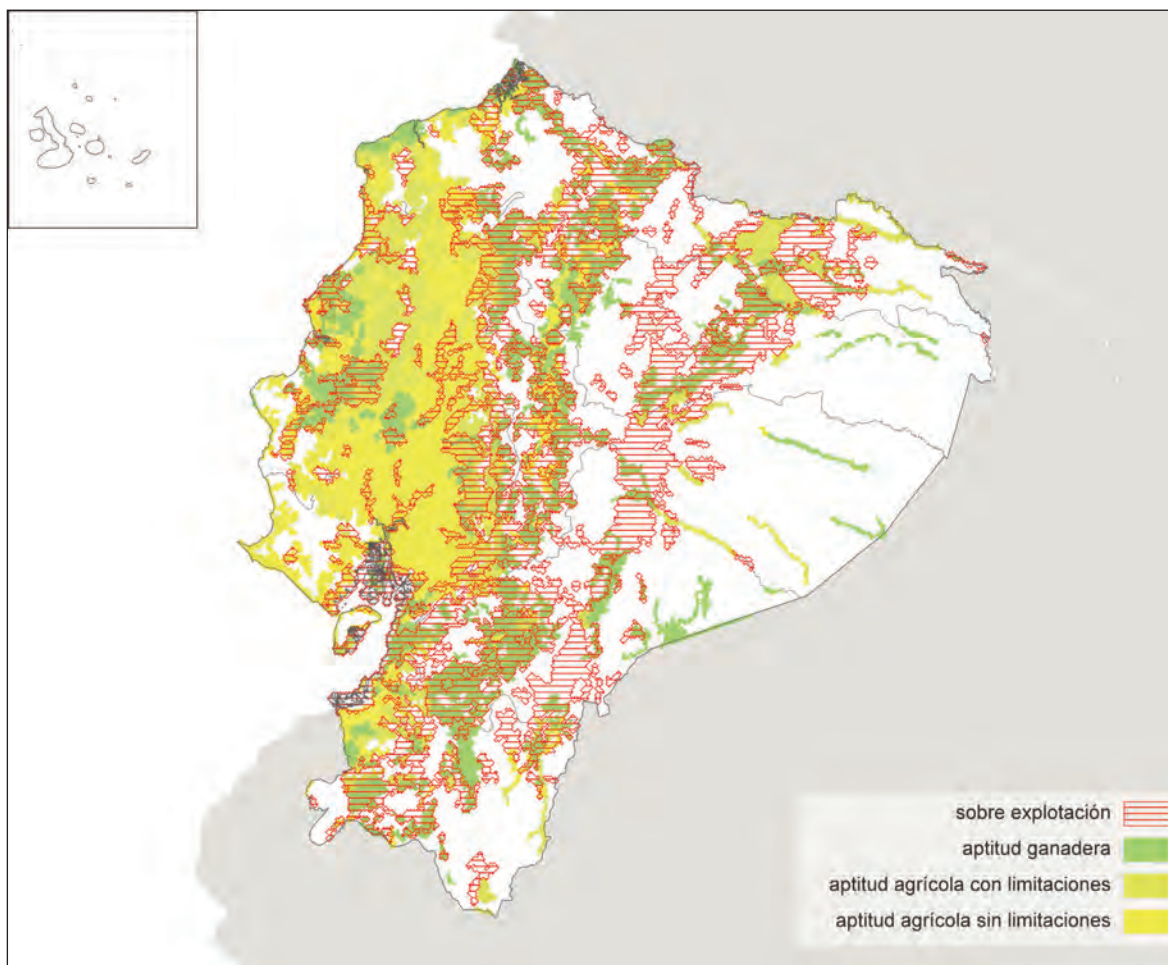 sobre explotación
aptitud ganadera
aptitud agrícola con limitaciones
aptitud agrícola sin limitaciones